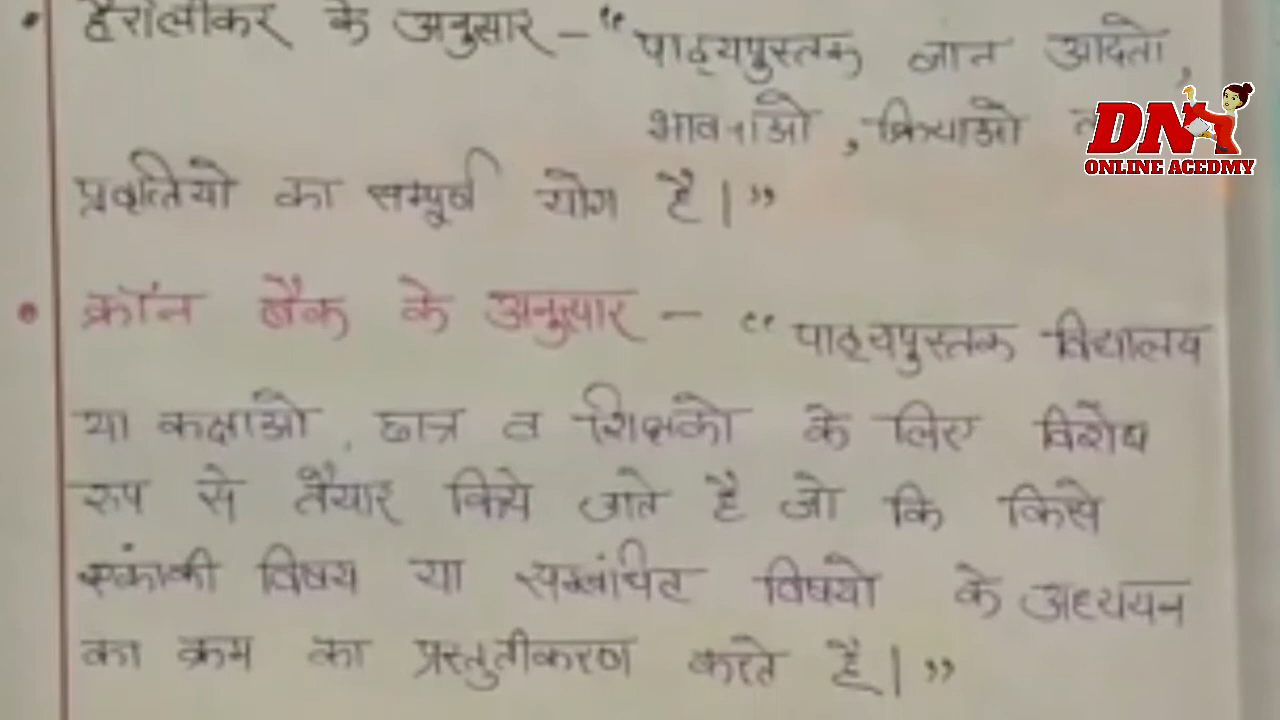 • हैरोलीकर के अनुसार – “पाठ्यपुस्तक ज्ञान आदतो,
भावनाओ, क्रियाओ
DN
ONLINE ACEDMY
प्रवृतियो का सम्पूर्ण योग है।”
• क्रॉन बैक के अनुसार – “पाठ्यपुस्तक विद्यालय
या कक्षाओ, छात्र व शिक्षको के लिए विशेष
रुप से तैयार किये जाते है जो कि किसी
एकांकी विषय या सम्बंधित विषयो के अध्ययन
का क्रम का प्रस्तुतीकरण करते है।”